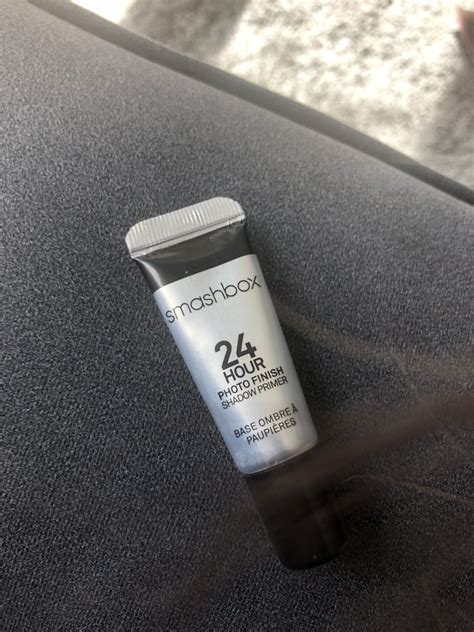 smashbox
24
HOUR
PHOTO FINISH
SHADOW PRIMER
BASE OMBRE À
PAUPIÈRES